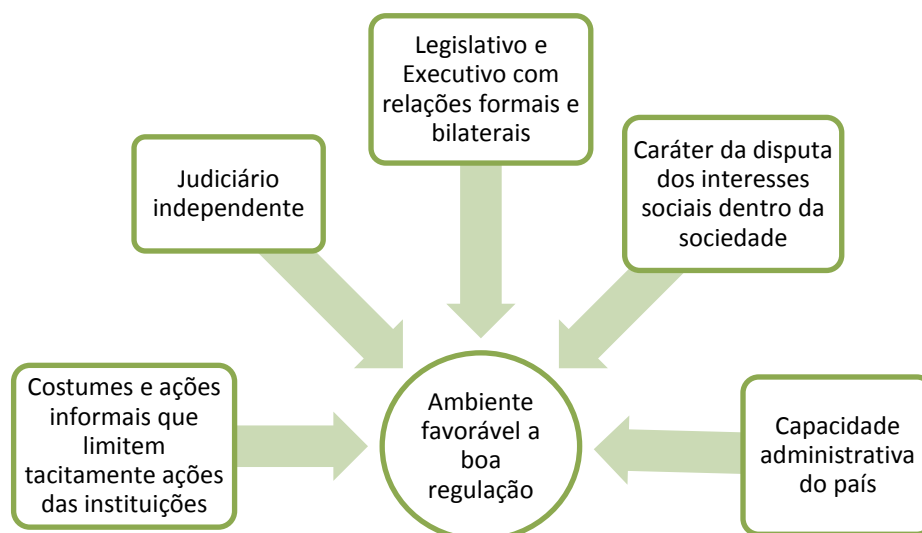 Legislativo e
Executivo com
relações formais e
bilaterais
Judiciário
independente
Caráter da disputa
dos interesses
sociais dentro da
sociedade
Costumes e ações
informais que
limitem
tacitamente ações
das instituições
Ambiente
favorável a
boa
regulação
Capacidade
administrativa
do país